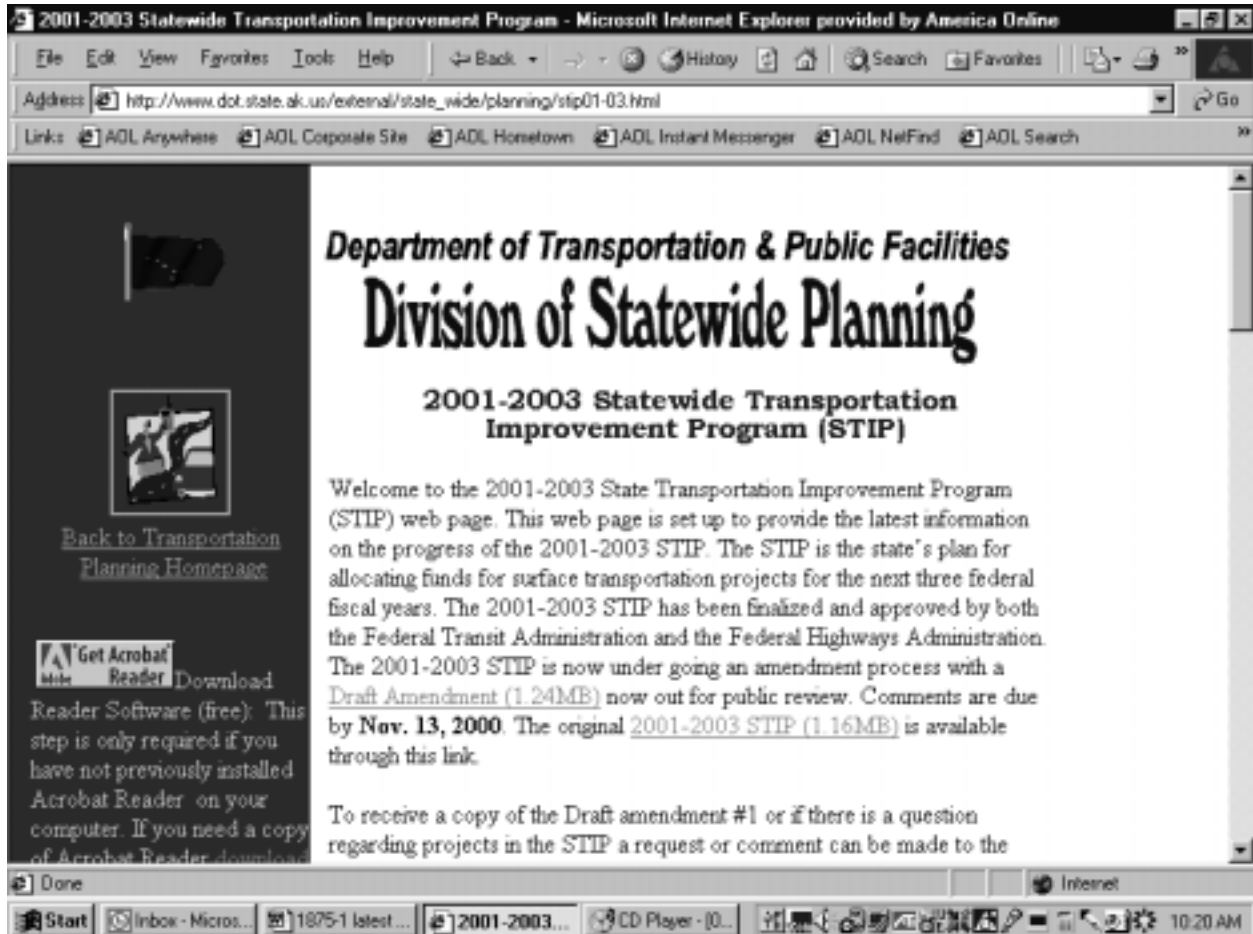 2001-2003 Statewide Transportation Improvement Program - Microsoft Internet Explorer provided by America Online
File Edit View Favorites Tools Help Back History Search Favorites »
Address http://www.dot.state.ak.us/external/state_wide/planning/stip01-03.html Go
Links AOL Anywhere AOL Corporate Site AOL Hometown AOL Instant Messenger AOL NetFind AOL Search »
Department of Transportation & Public Facilities
Division of Statewide Planning
2001-2003 Statewide Transportation
Improvement Program (STIP)
Welcome to the 2001-2003 State Transportation Improvement Program
(STIP) web page. This web page is set up to provide the latest information
on the progress of the 2001-2003 STIP. The STIP is the state's plan for
allocating funds for surface transportation projects for the next three federal
fiscal years. The 2001-2003 STIP has been finalized and approved by both
the Federal Transit Administration and the Federal Highways Administration.
The 2001-2003 STIP is now under going an amendment process with a
Draft Amendment (1.24MB) now out for public review. Comments are due
by Nov. 13, 2000. The original 2001-2003 STIP (1.16MB) is available
through this link.
To receive a copy of the Draft amendment #1 or if there is a question
regarding projects in the STIP a request or comment can be made to the
Back to Transportation
Planning Homepage
Get Acrobat
Adobe Reader Download
Reader Software (free): This
step is only required if you
have not previously installed
Acrobat Reader on your
computer. If you need a copy
of Acrobat Reader download
Done Internet
Start Inbox - Micros... 1875-1 latest ... 2001-2003... CD Player - [0... 10:20 AM